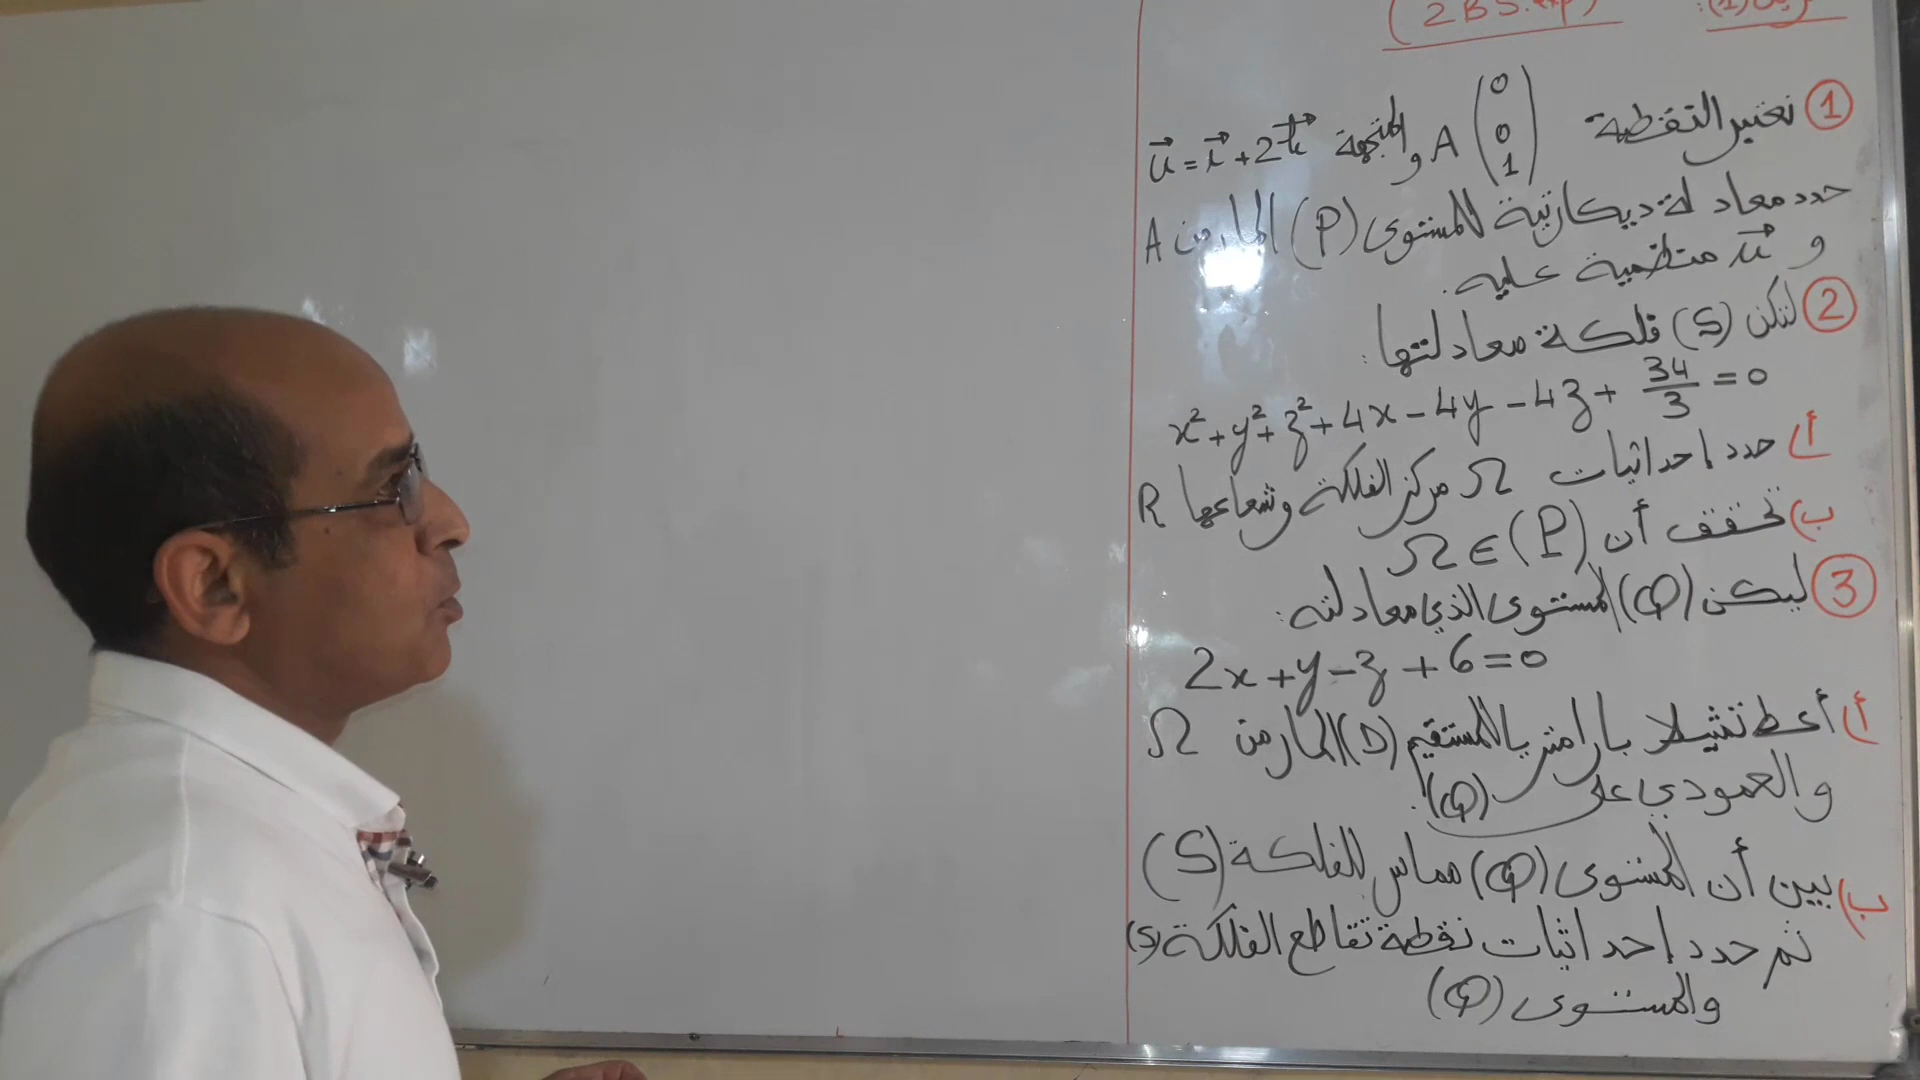 (2BS.exp) تمرين(1):
① نعتبر النقطة A(0 0 1) والمتجهة u⃗ = i⃗ + 2k⃗
حدد معادلة ديكارتية للمستوى (P) المار من A
و u⃗ منظمية عليه.
② لتكن (S) فلكة معادلتها:
x² + y² + z² + 4x - 4y - 4z + 34/3 = 0
أ) حدد إحداثيات Ω مركز الفلكة وشعاعها R
ب) تحقق أن Ω ∈ (P)
③ ليكن (Q) المستوى الذي معادلته:
2x + y - z + 6 = 0
أ) أعط تمثيلا بارامتريا للمستقيم (D) المار من Ω
والعمودي على (Q).
ب) بين أن المستوى (Q) مماس للفلكة (S)
ثم حدد إحداثيات نقطة تقاطع الفلكة (S)
والمستوى (Q)